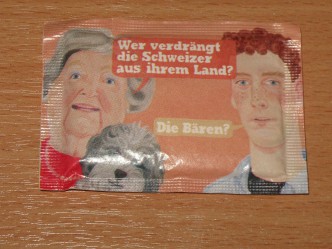 Wer verdrängt
die Schweizer
aus ihrem Land?
Die Bären?